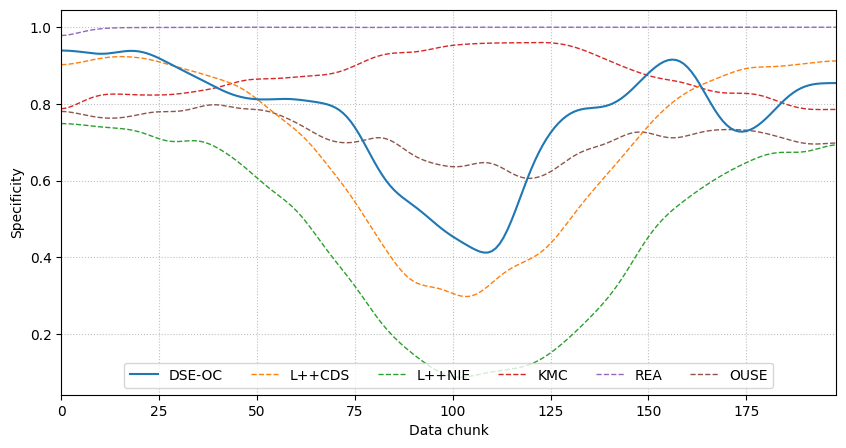 1.0
0.8
0.6
0.4
0.2
Specificity
DSE-OC L++CDS L++NIE KMC REA OUSE
0 25 50 75 100 125 150 175
Data chunk